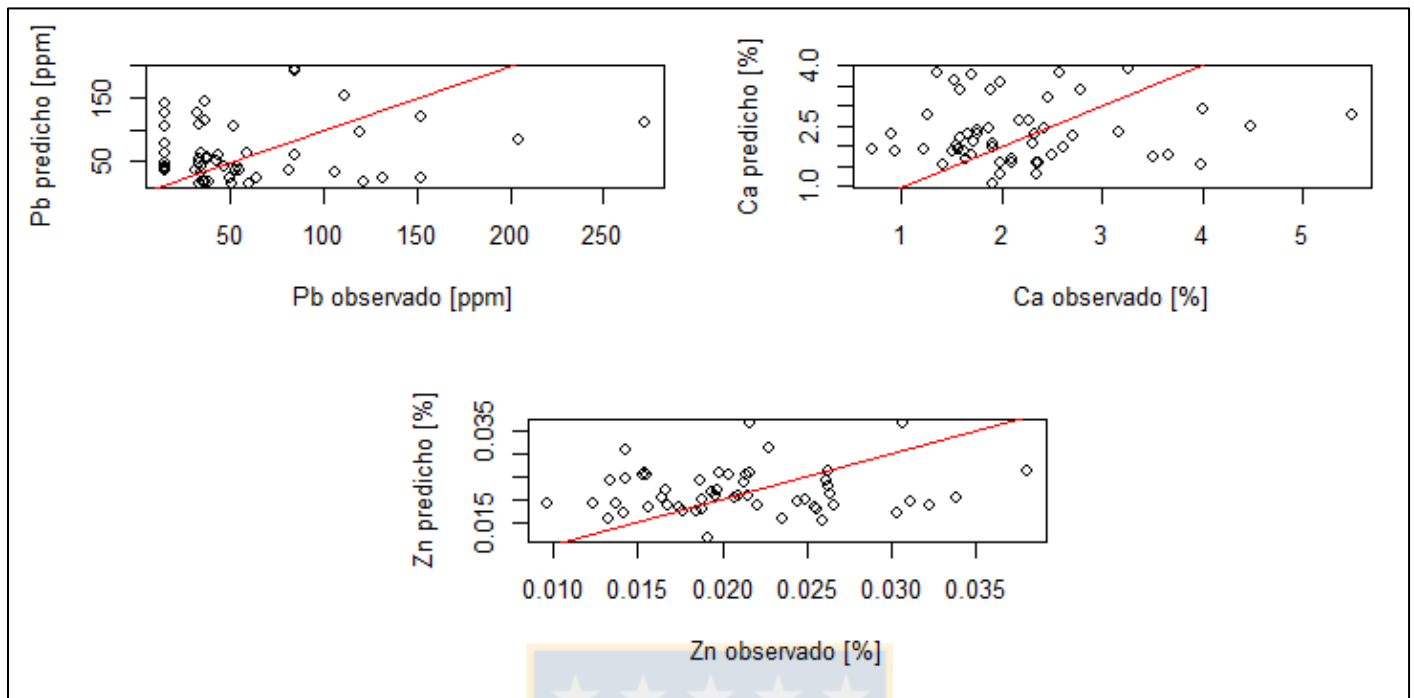 Pb predicho [ppm]
150
50
50 100 150 200 250
Pb observado [ppm]
Ca predicho [%]
4.0
2.5
1.0
1 2 3 4 5
Ca observado [%]
Zn predicho [%]
0.035
0.015
0.010 0.015 0.020 0.025 0.030 0.035
Zn observado [%]